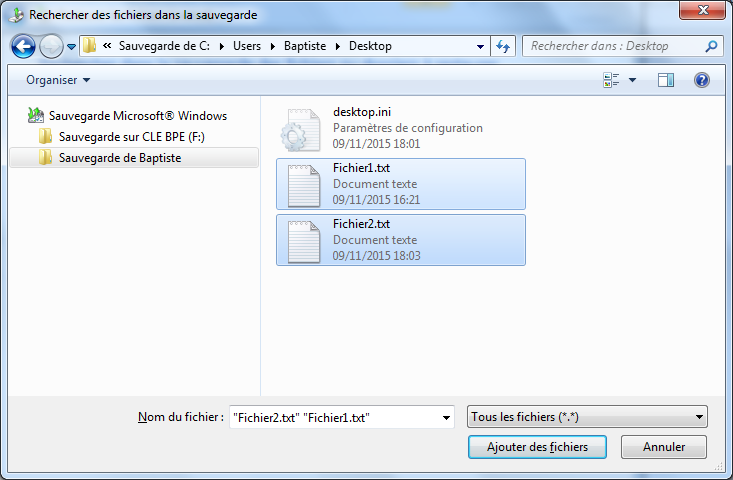 Rechercher des fichiers dans la sauvegarde
« Sauvegarde de C: Users Baptiste Desktop
Rechercher dans : Desktop
Organiser
Sauvegarde Microsoft® Windows
Sauvegarde sur CLE BPE (F:)
Sauvegarde de Baptiste
desktop.ini
Paramètres de configuration
09/11/2015 18:01
Fichier1.txt
Document texte
09/11/2015 16:21
Fichier2.txt
Document texte
09/11/2015 18:03
Nom du fichier :
"Fichier2.txt" "Fichier1.txt"
Tous les fichiers (*.*)
Ajouter des fichiers
Annuler